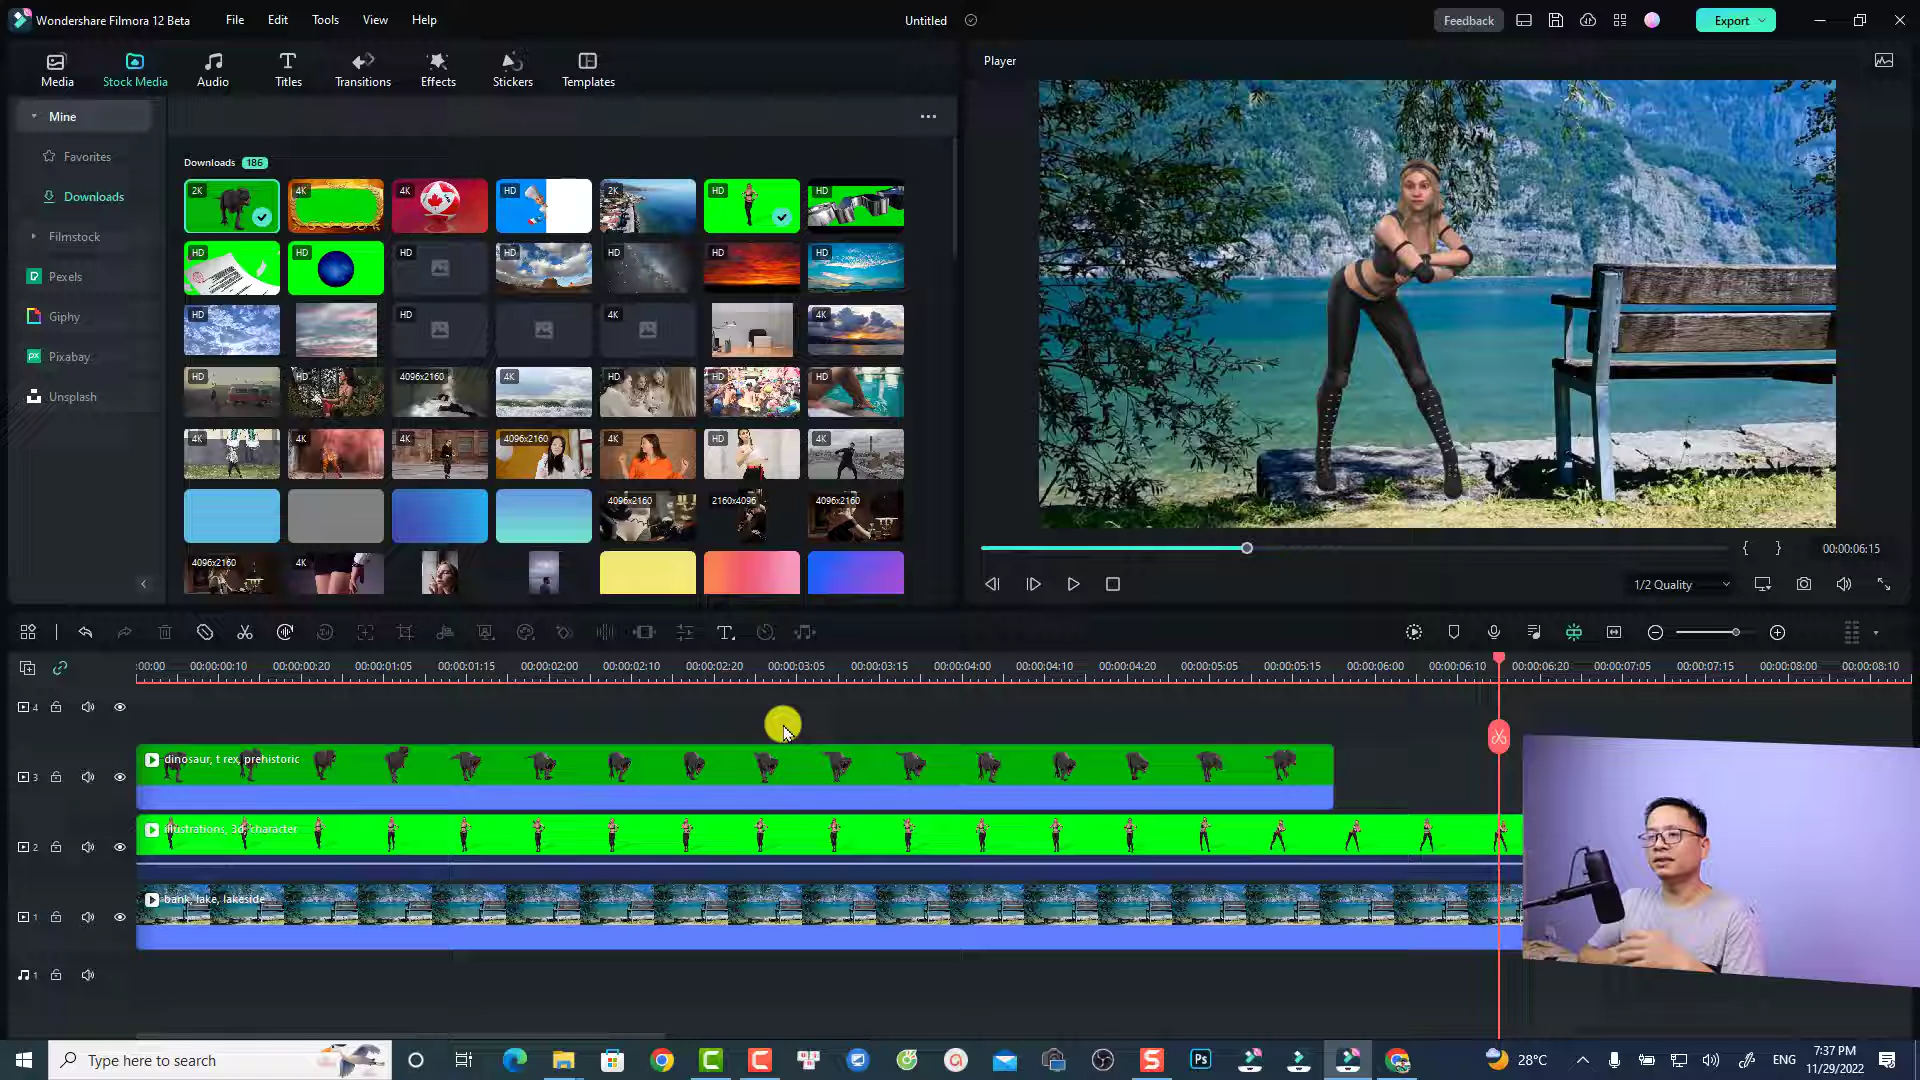 Wondershare Filmora 12 Beta File Edit Tools View Help Untitled Feedback Export
Media Stock Media Audio Titles Transitions Effects Stickers Templates
Player
Mine
Favorites
Downloads
Filmstock
Pexels
Giphy
Pixabay
Unsplash
Downloads 186
2K 4K 4K HD 2K HD HD
HD HD HD HD HD HD HD
HD HD 4K 4K
HD HD 4096x2160 4K HD HD HD
4K 4K 4K 4096x2160 4K HD 4K
4096x2160 2160x4096 4096x2160
4096x2160 4K
{ } 00:00:06:15
1/2 Quality
:00:00 00:00:00:10 00:00:00:20 00:00:01:05 00:00:01:15 00:00:02:00 00:00:02:10 00:00:02:20 00:00:03:05 00:00:03:15 00:00:04:00 00:00:04:10 00:00:04:20 00:00:05:05 00:00:05:15 00:00:06:00 00:00:06:10 00:00:06:20 00:00:07:05 00:00:07:15 00:00:08:00 00:00:08:10
4
3 dinosaur, t rex, prehistoric
2 illustrations, 3d, character
1 bank, lake, lakeside
1
Type here to search
Ps
28°C ENG 7:37 PM
11/29/2022